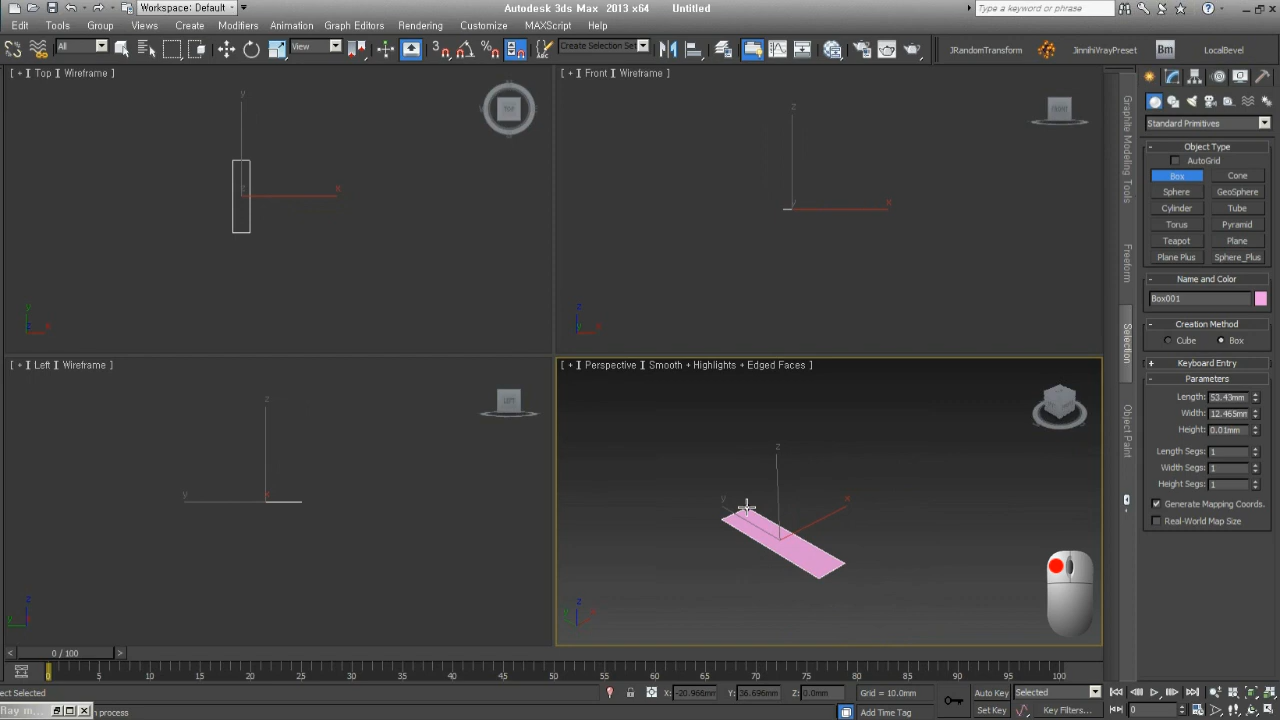 Autodesk 3ds Max 2013 x64 Untitled
Workspace: Default
Type a keyword or phrase
Edit Tools Group Views Create Modifiers Animation Graph Editors Rendering Customize MAXScript Help
All View Create Selection Set JRandomTransform JinnihVrayPreset Bm LocalBevel
[ + ] Top ] Wireframe ]
[ + ] Front ] Wireframe ]
Standard Primitives
Object Type
AutoGrid
Box Cone
Sphere GeoSphere
Cylinder Tube
Torus Pyramid
Teapot Plane
Plane Plus Sphere_Plus
Name and Color
Box001
Creation Method
Cube Box
Keyboard Entry
Parameters
Length: 53.43mm
Width: 12.465mm
Height: 0.01mm
Length Segs: 1
Width Segs: 1
Height Segs: 1
Generate Mapping Coords.
Real-World Map Size
Graphite Modeling Tools
Freeform
Selection
Object Paint
[ + ] Left ] Wireframe ]
[ + ] Perspective ] Smooth + Highlights + Edged Faces ]
0 / 100
0 5 10 15 20 25 30 35 40 45 50 55 60 65 70 75 80 85 90 95 100
ect Selected X: -20.966mm Y: 36.696mm Z: 0.0mm Grid = 10.0mm Auto Key Selected
Ray m... n process Add Time Tag Set Key Key Filters... 0